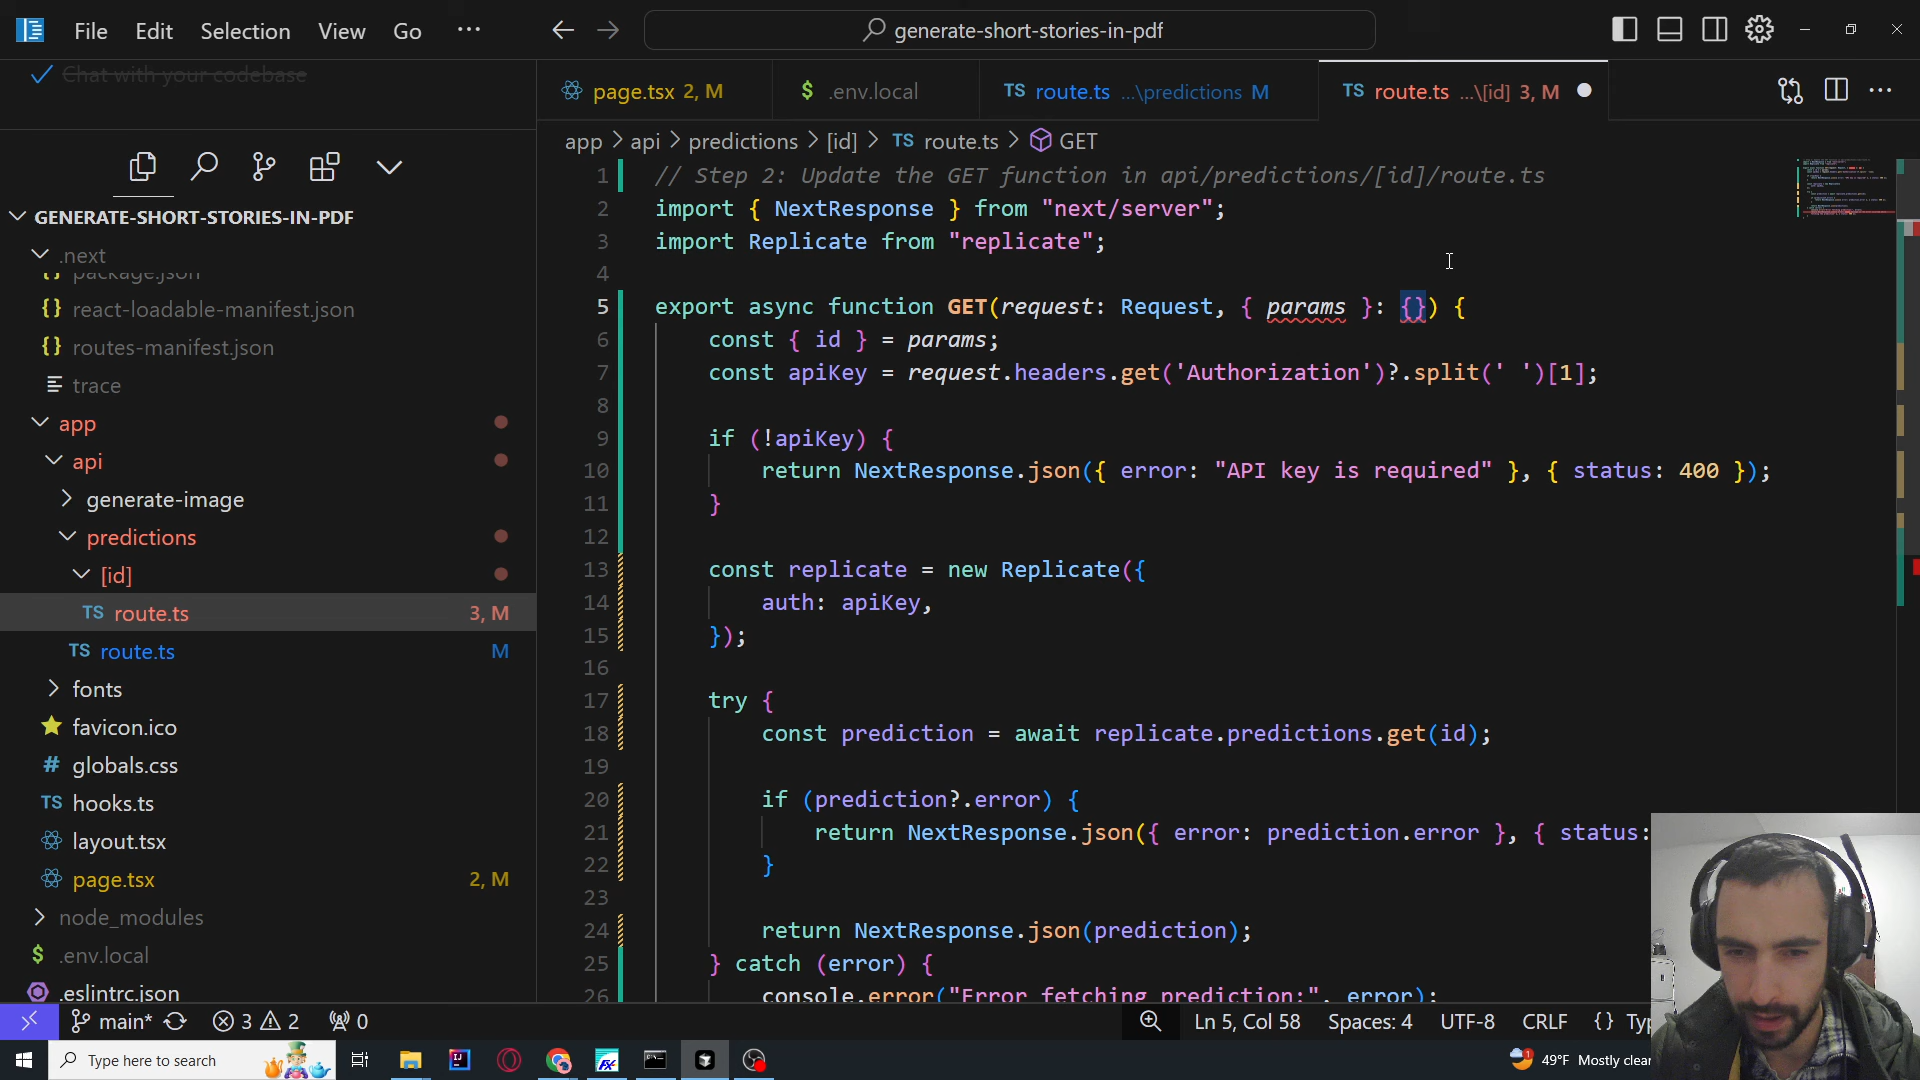 File Edit Selection View Go ···
generate-short-stories-in-pdf
Chat with your codebase
page.tsx 2, M
$ .env.local
TS route.ts ...\predictions M
TS route.ts ...\[id] 3, M
app > api > predictions > [id] > TS route.ts > GET
GENERATE-SHORT-STORIES-IN-PDF
.next
package.json
{} react-loadable-manifest.json
{} routes-manifest.json
trace
app
api
generate-image
predictions
[id]
TS route.ts 3, M
TS route.ts M
fonts
favicon.ico
# globals.css
TS hooks.ts
layout.tsx
page.tsx 2, M
node_modules
$ .env.local
.eslintrc.json
1 // Step 2: Update the GET function in api/predictions/[id]/route.ts
2 import { NextResponse } from "next/server";
3 import Replicate from "replicate";
4
5 export async function GET(request: Request, { params }: {}) {
6 const { id } = params;
7 const apiKey = request.headers.get('Authorization')?.split(' ')[1];
8
9 if (!apiKey) {
10 return NextResponse.json({ error: "API key is required" }, { status: 400 });
11 }
12
13 const replicate = new Replicate({
14 auth: apiKey,
15 });
16
17 try {
18 const prediction = await replicate.predictions.get(id);
19
20 if (prediction?.error) {
21 return NextResponse.json({ error: prediction.error }, { status:
22 }
23
24 return NextResponse.json(prediction);
25 } catch (error) {
26 console.error("Error fetching prediction:", error);
main* 3 2 0
Ln 5, Col 58 Spaces: 4 UTF-8 CRLF {} Typ
Type here to search
49°F Mostly clear